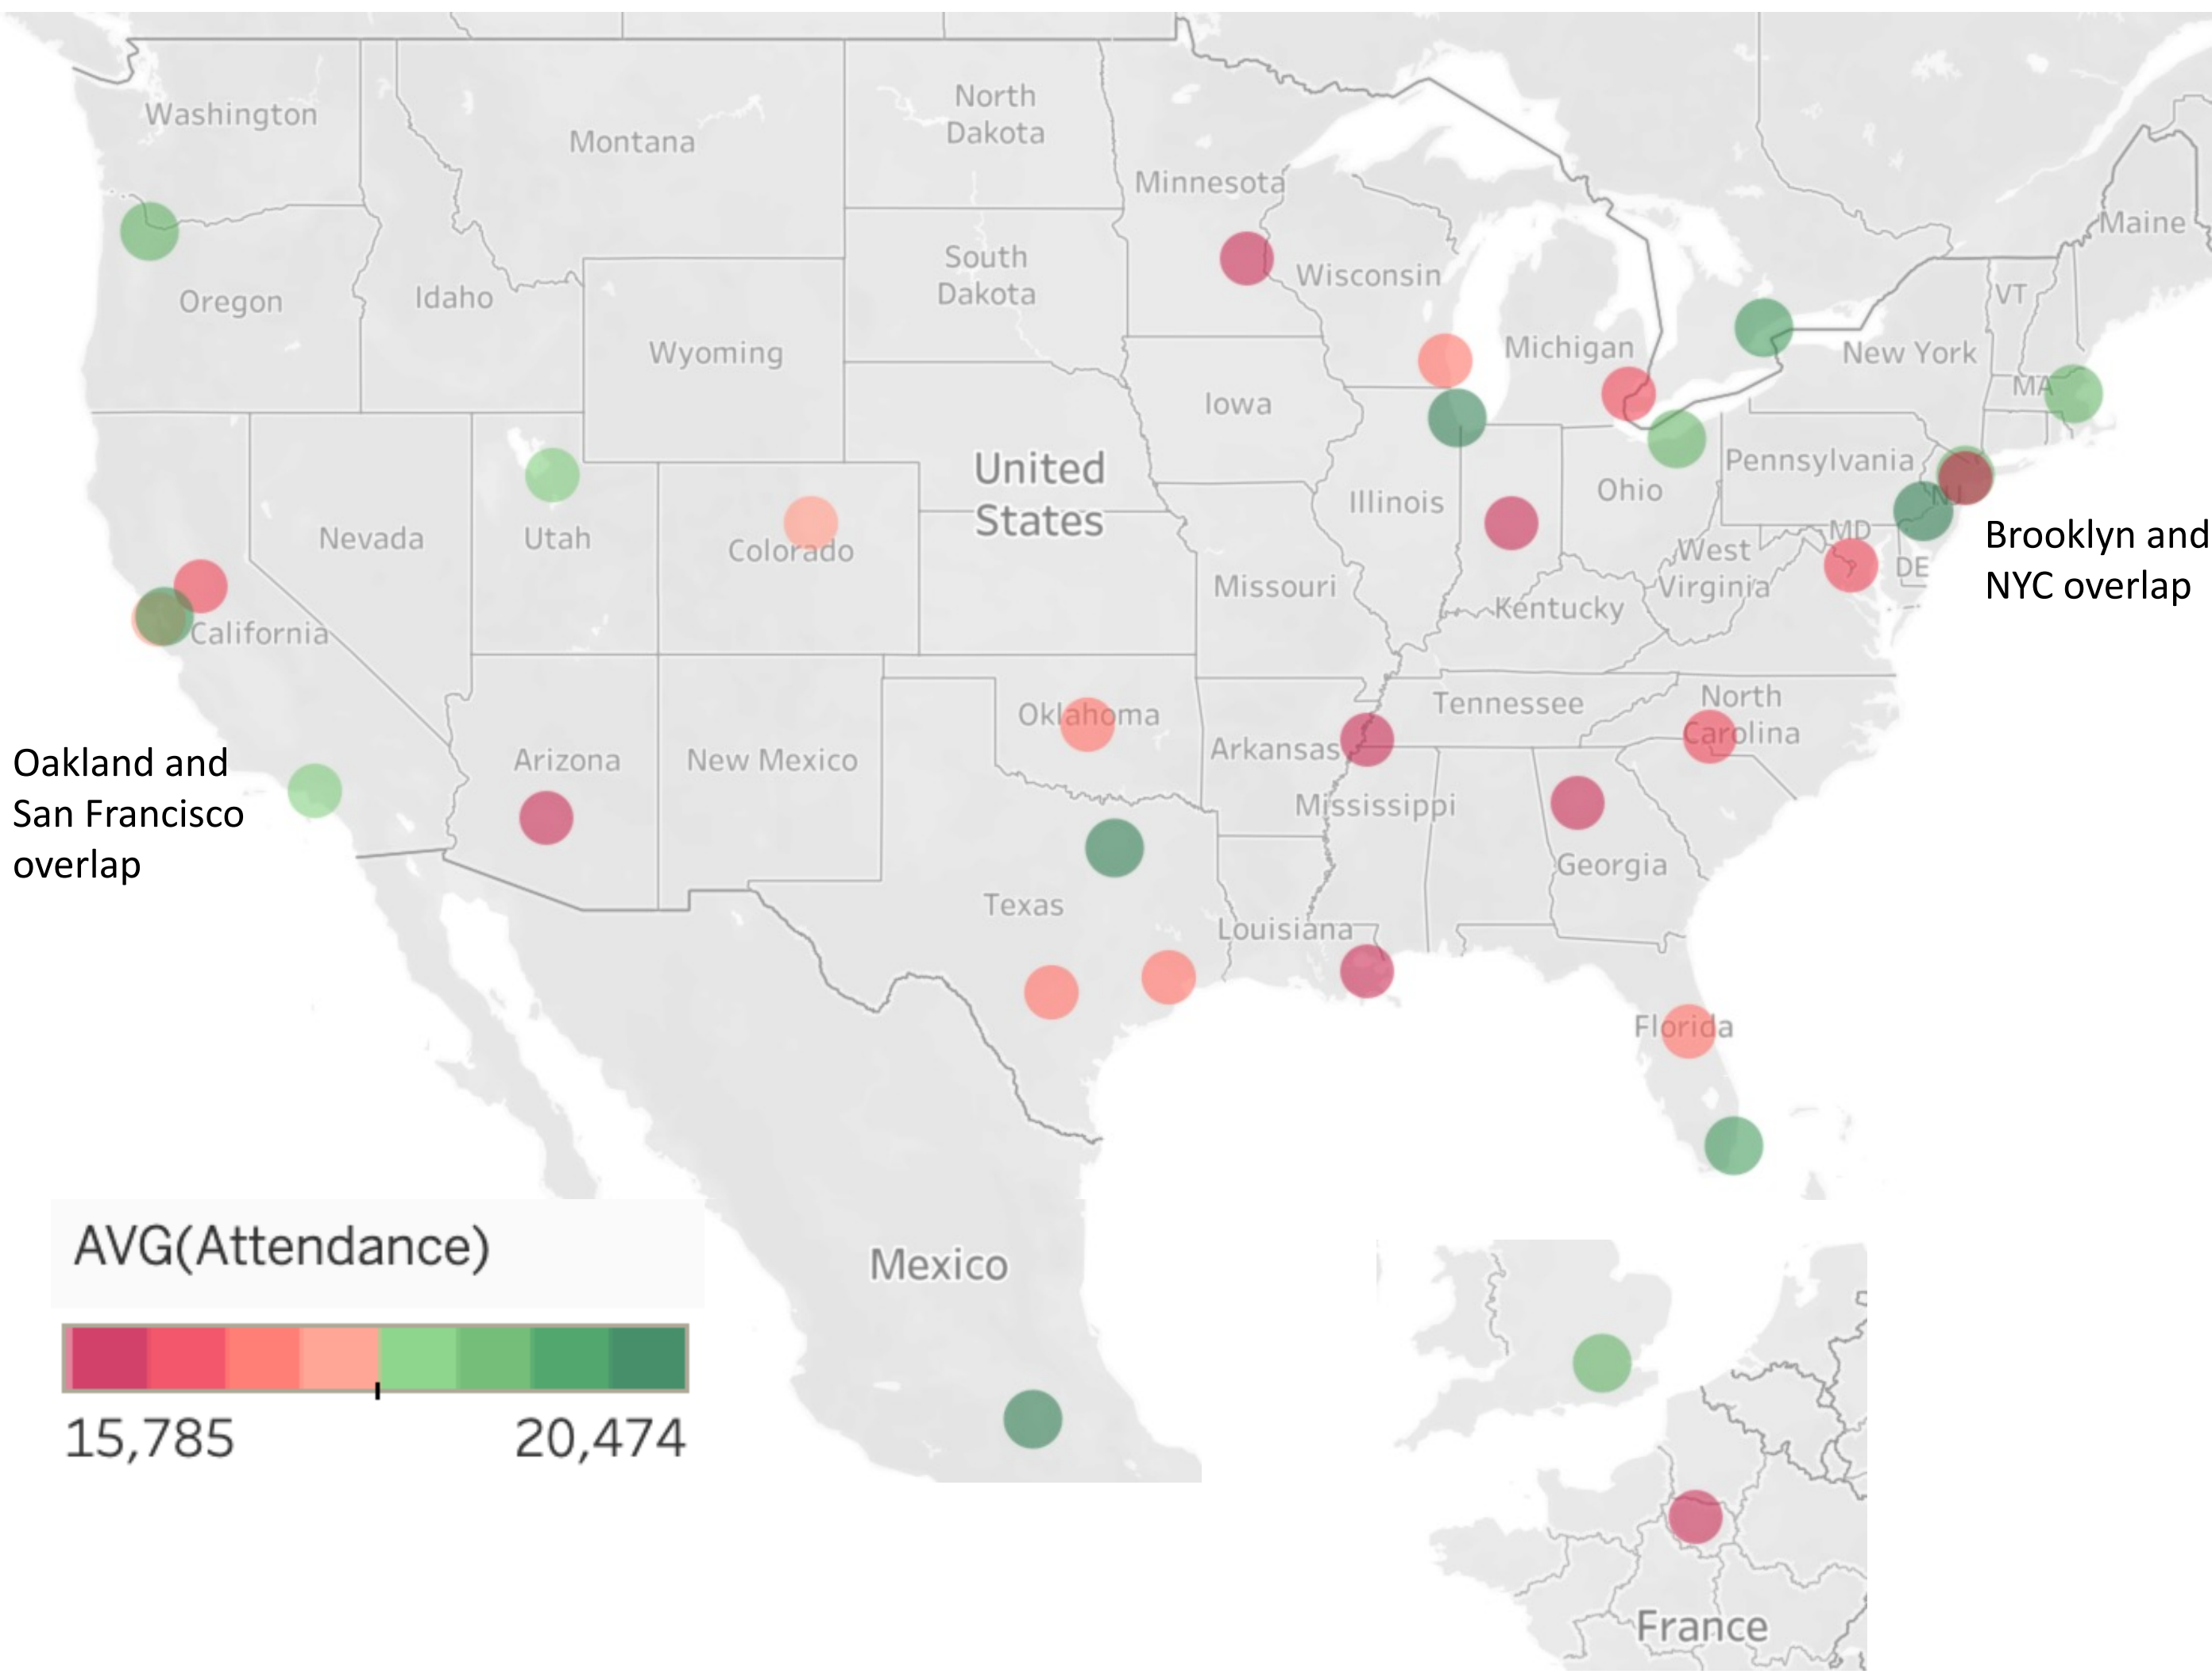 Washington
Montana
North
Dakota
Minnesota
Maine
Oregon
Idaho
South
Dakota
Wisconsin
VT
Wyoming
Michigan
New York
MA
Iowa
United
States
Pennsylvania
Nevada
Utah
Colorado
Illinois
Ohio
NJ
Brooklyn and
NYC overlap
MD
West
Virginia
DE
Missouri
Kentucky
California
Oklahoma
Tennessee
North
Carolina
Oakland and
San Francisco
overlap
Arizona
New Mexico
Arkansas
Mississippi
Georgia
Texas
Louisiana
Florida
AVG(Attendance)
15,785
20,474
Mexico
France